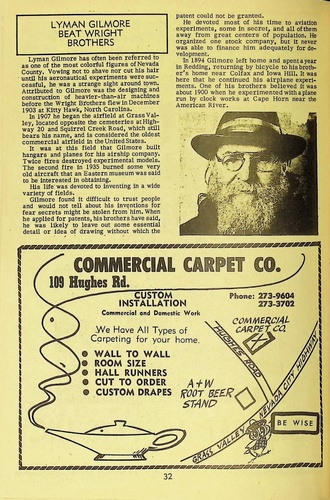 LYMAN GILMORE
BEAT WRIGHT
BROTHERS
Lyman Gilmore has often been referred to
as one of the most colorful figures of Nevada
County. Vowing not to shave nor cut his hair
until his aeronautical experiments were suc-
cessful, he was a strange sight around town.
Attributed to Gilmore was the designing and
construction of heavier-than-air machines
before the Wright Brothers flew in December
1903 at Kitty Hawk, North Carolina.
In 1907 he began the airfield at Grass Val-
ley, located opposite the cemeteries at High-
way 20 and Squirrel Creek Road, which still
bears his name, and is considered the oldest
commercial airfield in the United States.
It was at this field that Gilmore built
hangars and planes for his airship company.
Twice fires destroyed experimental models.
The second fire in 1935 burned some very
old aircraft that an Eastern museum was said
to be interested in obtaining.
His life was devoted to inventing in a wide
variety of fields.
Gilmore found it difficult to trust people
and would not tell about his inventions for
fear secrets might be stolen from him. When
he applied for patents, his brothers have said,
he was likely to leave out some essential
detail or idea of drawing without which the
patent could not be granted.
He devoted most of his time to aviation
experiments, some in secret, and all of them
away from great centers of population. He
organized one stock company, but it never
was able to finance him adequately for de-
velopment.
In 1894 Gilmore left home and spent a year
in Redding, returning by bicycle to his broth-
er's home near Colfax and Iowa Hill. It was
here that he continued his airplane experi-
ments. One of his brothers believed it was
about 1900 when he experimented with a plane
run by clock works at Cape Horn near the
American River.
COMMERCIAL CARPET CO.
109 Hughes Rd.
CUSTOM
INSTALLATION
Commercial and Domestic Work
Phone: 273-9604
273-3702
We Have All Types of
Carpeting for your home.
● WALL TO WALL
● ROOM SIZE
● HALL RUNNERS
● CUT TO ORDER
● CUSTOM DRAPES
COMMERCIAL
CARPET CO.
HUGHES ROAD
A+W
ROOT BEER
STAND
NEVADA CITY HIGHWAY
GRASS VALLEY
BE WISE
32